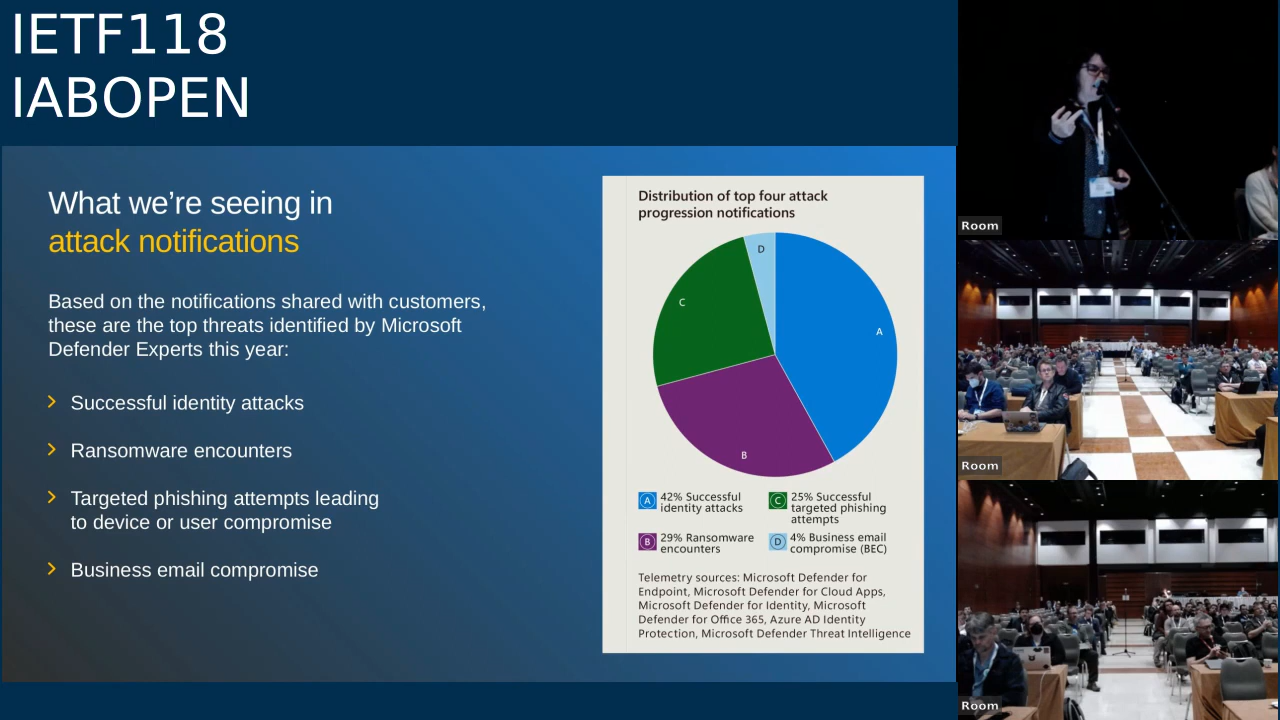 IETF118
IABOPEN
What we’re seeing in
attack notifications
Based on the notifications shared with customers,
these are the top threats identified by Microsoft
Defender Experts this year:
Successful identity attacks
Ransomware encounters
Targeted phishing attempts leading
to device or user compromise
Business email compromise
Distribution of top four attack
progression notifications
D
C
A
B
A 42% Successful
identity attacks
C 25% Successful
targeted phishing
attempts
B 29% Ransomware
encounters
D 4% Business email
compromise (BEC)
Telemetry sources: Microsoft Defender for
Endpoint, Microsoft Defender for Cloud Apps,
Microsoft Defender for Identity, Microsoft
Defender for Office 365, Azure AD Identity
Protection, Microsoft Defender Threat Intelligence
Room
Room
Room